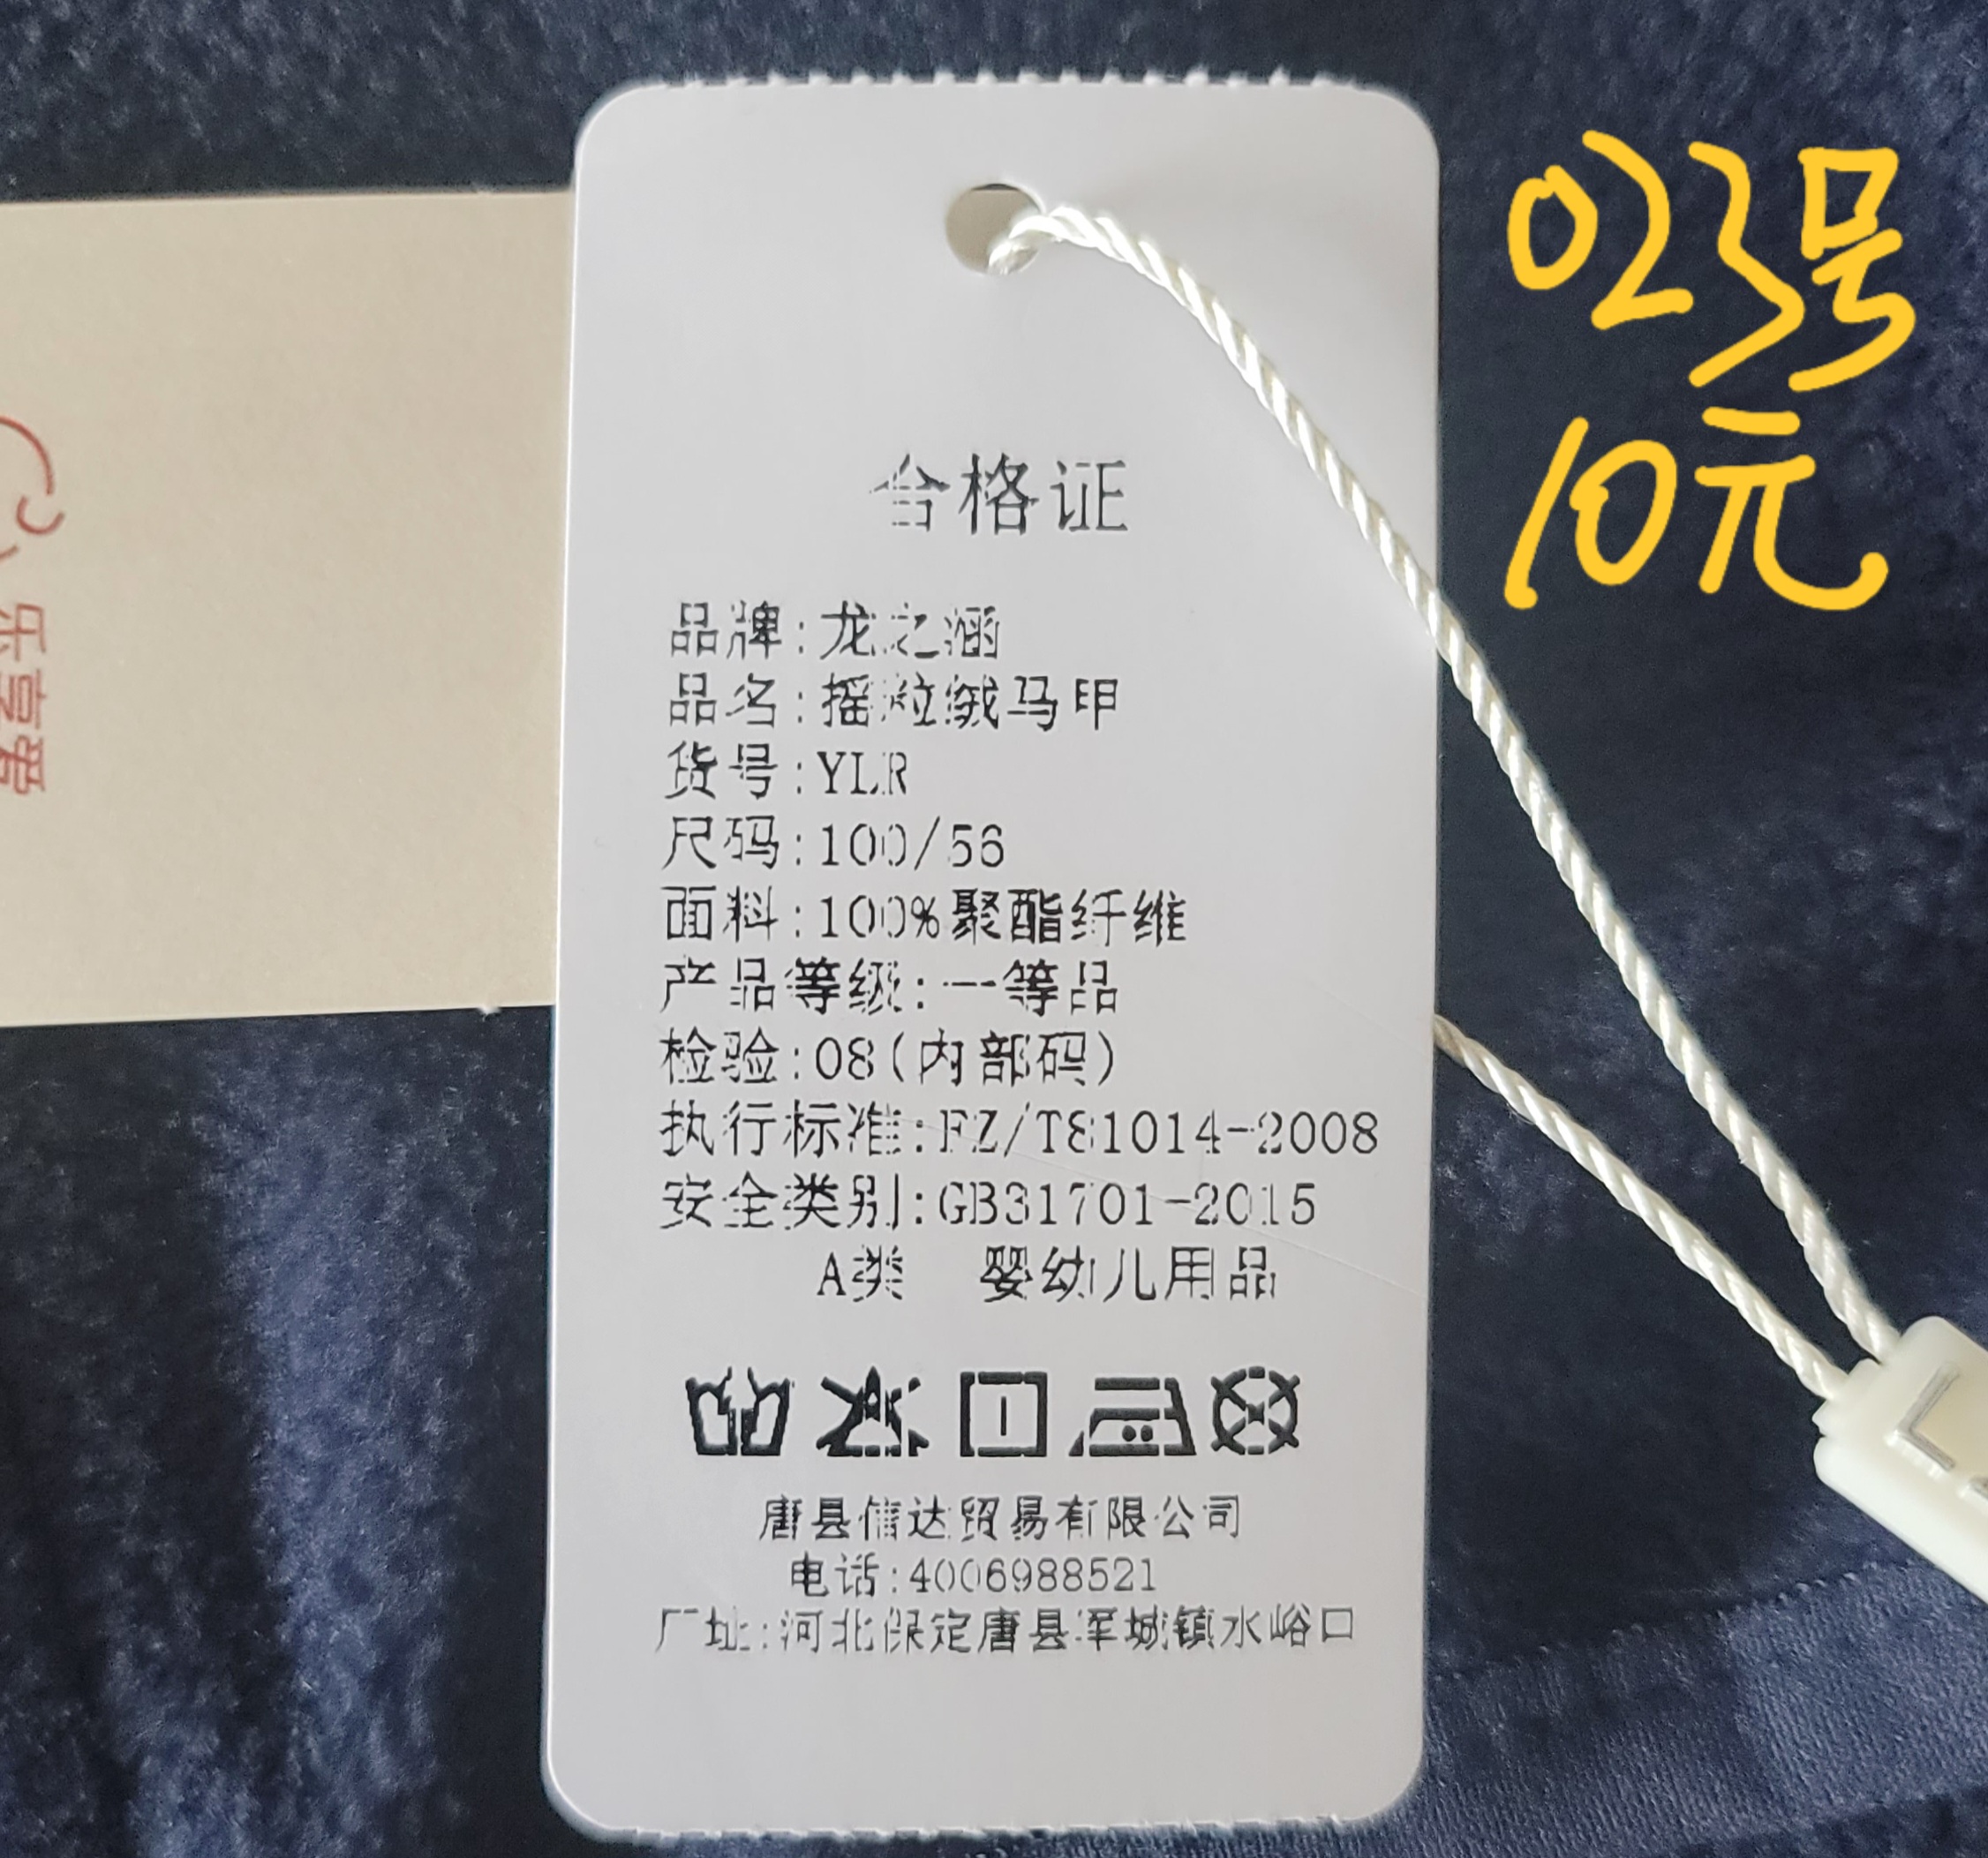 023号
10元
合格证
品牌:龙之涵
品名:摇粒绒马甲
货号:YLR
尺码:100/56
面料:100%聚酯纤维
产品等级:一等品
检验:08(内部码)
执行标准:FZ/T81014-2008
安全类别:GB31701-2015
A类 婴幼儿用品
唐县信达贸易有限公司
电话:4006988521
厂址:河北保定唐县军城镇水峪口
乐享